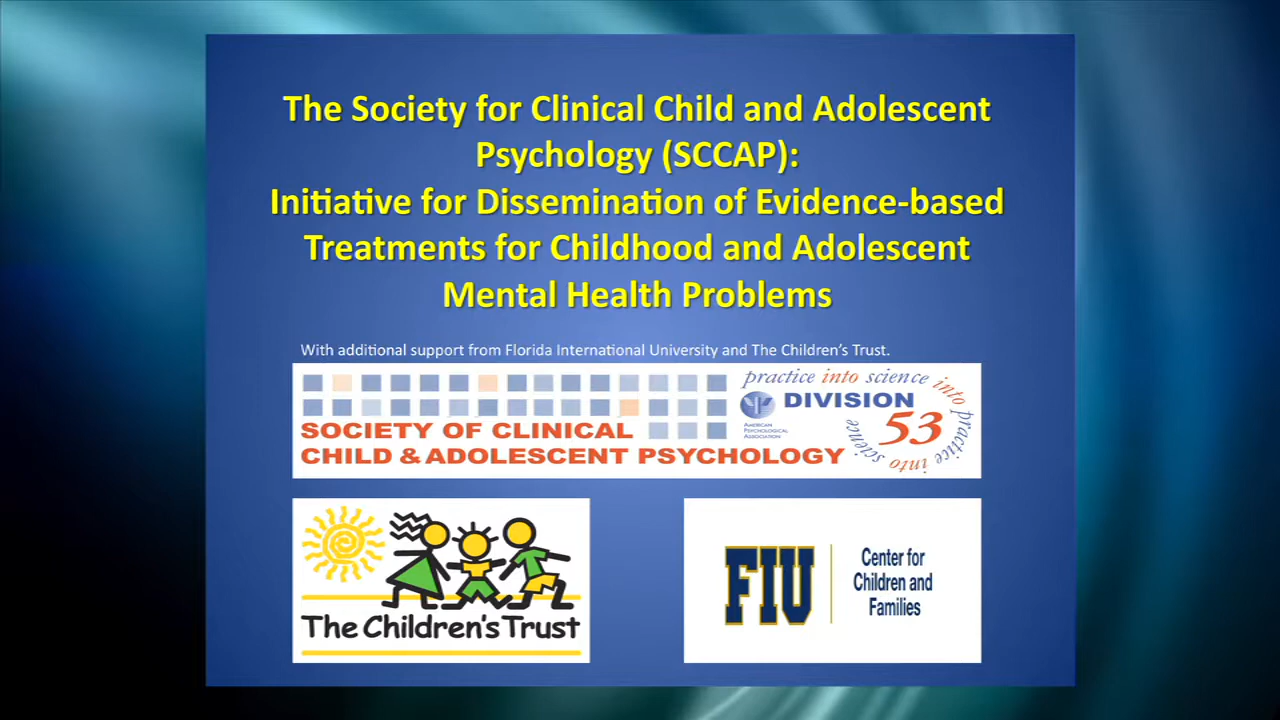 The Society for Clinical Child and Adolescent
Psychology (SCCAP):
Initiative for Dissemination of Evidence-based
Treatments for Childhood and Adolescent
Mental Health Problems
With additional support from Florida International University and The Children's Trust.
practice into science into practice into science
DIVISION
53
AMERICAN
PSYCHOLOGICAL
ASSOCIATION
SOCIETY OF CLINICAL
CHILD & ADOLESCENT PSYCHOLOGY
The Children's Trust
FIU
Center for
Children and
Families